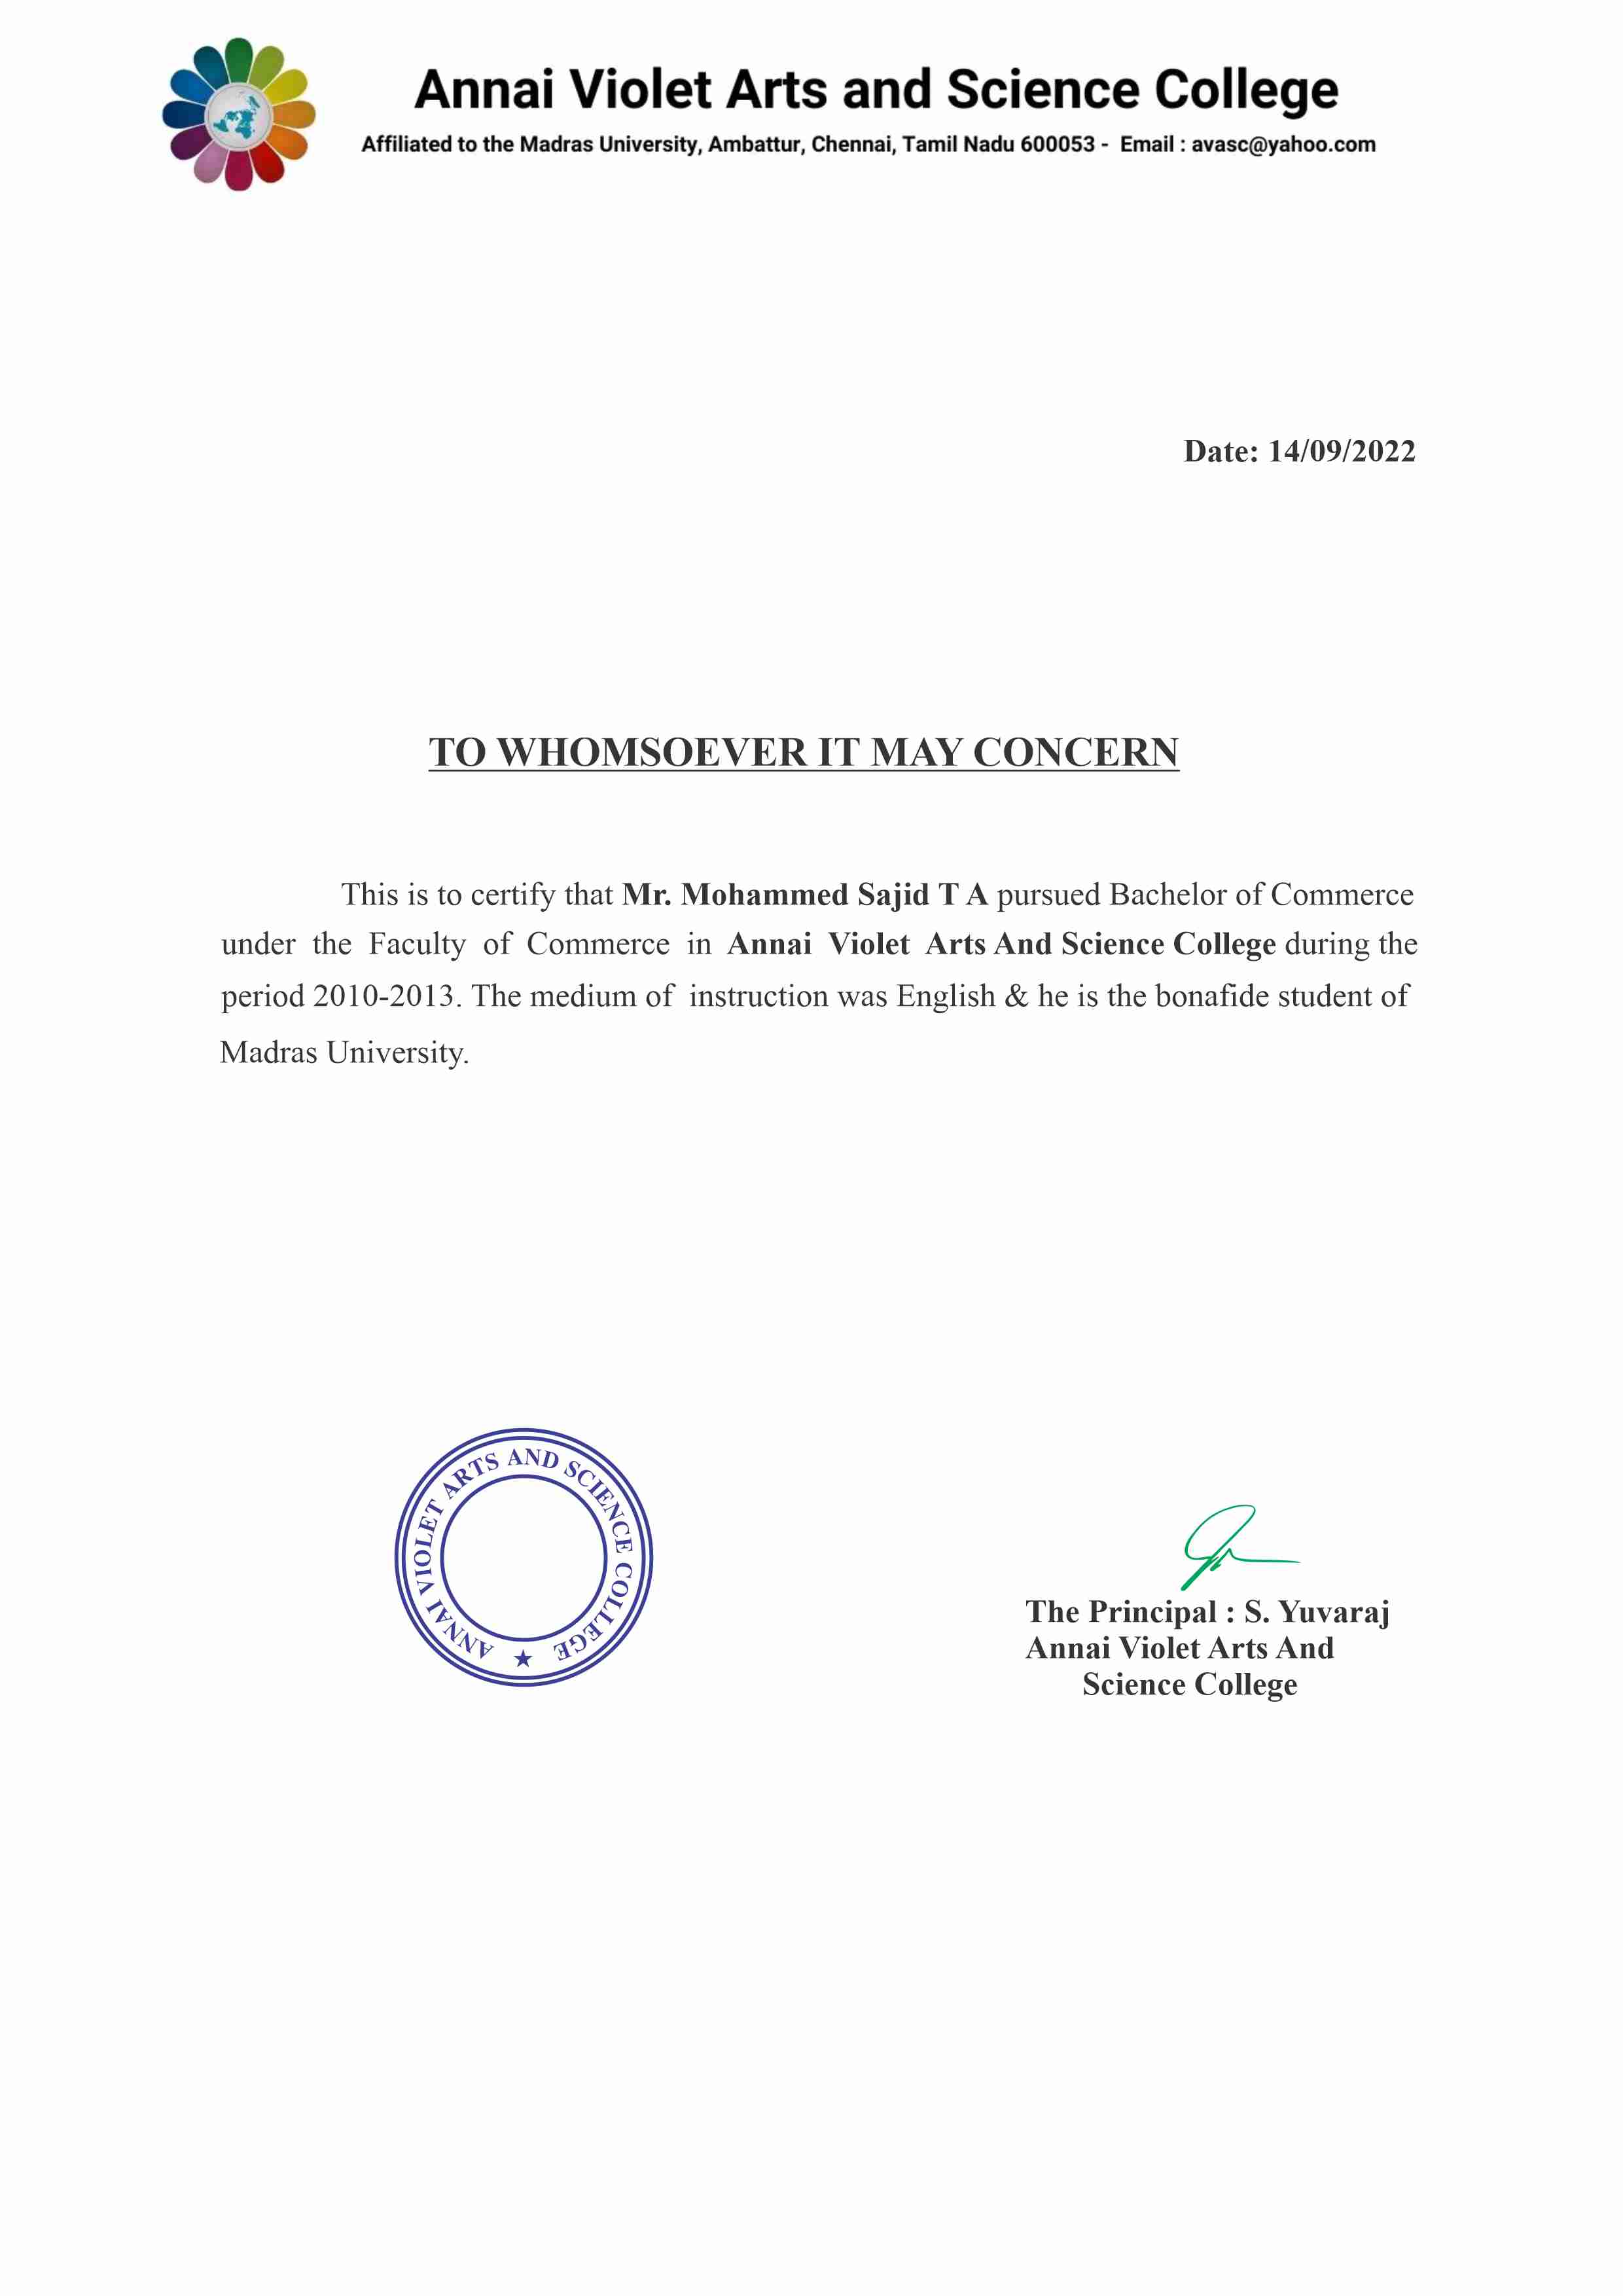 Annai Violet Arts and Science College
Affiliated to the Madras University, Ambattur, Chennai, Tamil Nadu 600053 - Email : avasc@yahoo.com
Date: 14/09/2022
TO WHOMSOEVER IT MAY CONCERN
This is to certify that Mr. Mohammed Sajid T A pursued Bachelor of Commerce
under the Faculty of Commerce in Annai Violet Arts And Science College during the
period 2010-2013. The medium of instruction was English & he is the bonafide student of
Madras University.
ANNAI VIOLET ARTS AND SCIENCE COLLEGE
The Principal : S. Yuvaraj
Annai Violet Arts And
Science College